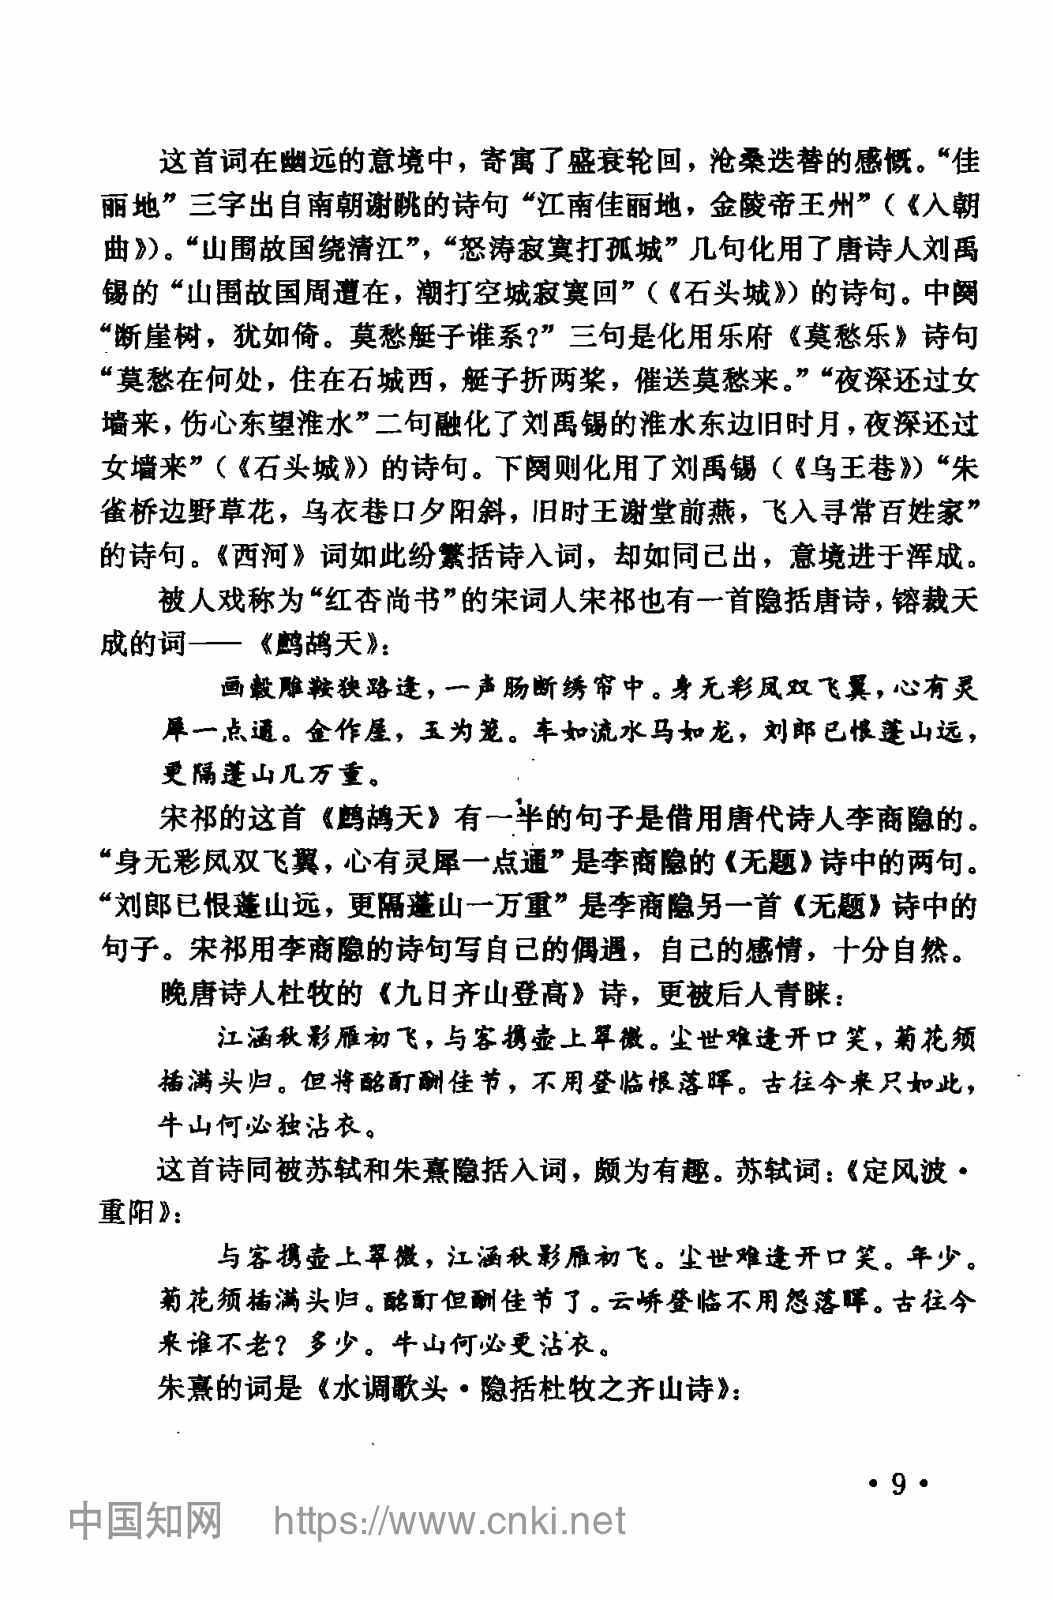 这首词在幽远的意境中，寄寓了盛衰轮回，沧桑迭替的感慨。“佳
丽地”三字出自南朝谢眺的诗句“江南佳丽地，金陵帝王州”（《入朝
曲》）。“山围故国绕清江”，“怒涛寂寞打孤城”几句化用了唐诗人刘禹
锡的“山围故国周遭在，潮打空城寂寞回”（《石头城》）的诗句。中阕
“断崖树，犹如倚。莫愁艇子谁系?”三句是化用乐府《莫愁乐》诗句
“莫愁在何处，住在石城西，艇子折两桨，催送莫愁来。”“夜深还过女
墙来，伤心东望淮水”二句融化了刘禹锡的淮水东边旧时月，夜深还过
女墙来”（《石头城》）的诗句。下阕则化用了刘禹锡（《乌王巷》）“朱
雀桥边野草花，乌衣巷口夕阳斜，旧时王谢堂前燕，飞入寻常百姓家”
的诗句。《西河》词如此纷繁括诗入词，却如同己出，意境进于浑成。
被人戏称为“红杏尚书”的宋词人宋祁也有一首隐括唐诗，镕裁天
成的词——《鹧鸪天》：
画毂雕鞍狭路逢，一声肠断绣帘中。身无彩凤双飞翼，心有灵
犀一点通。金作屋，玉为笼。车如流水马如龙，刘郎已恨蓬山远，
更隔蓬山几万重。
宋祁的这首《鹧鸪天》有一半的句子是借用唐代诗人李商隐的。
“身无彩凤双飞翼，心有灵犀一点通”是李商隐的《无题》诗中的两句。
“刘郎已恨蓬山远，更隔蓬山一万重”是李商隐另一首《无题》诗中的
句子。宋祁用李商隐的诗句写自己的偶遇，自己的感情，十分自然。
晚唐诗人杜牧的《九日齐山登高》诗，更被后人青睐：
江涵秋影雁初飞，与客携壶上翠微。尘世难逢开口笑，菊花须
插满头归。但将酩酊酬佳节，不用登临恨落晖。古往今来只如此，
牛山何必独沾衣。
这首诗同被苏轼和朱熹隐括入词，颇为有趣。苏轼词：《定风波·
重阳》：
与客携壶上翠微，江涵秋影雁初飞。尘世难逢开口笑。年少。
菊花须插满头归。酩酊但酬佳节了。云峤登临不用怨落晖。古往今
来谁不老？多少。牛山何必更沾衣。
朱熹的词是《水调歌头·隐括杜牧之齐山诗》：
·9·
中国知网 https://www.cnki.net